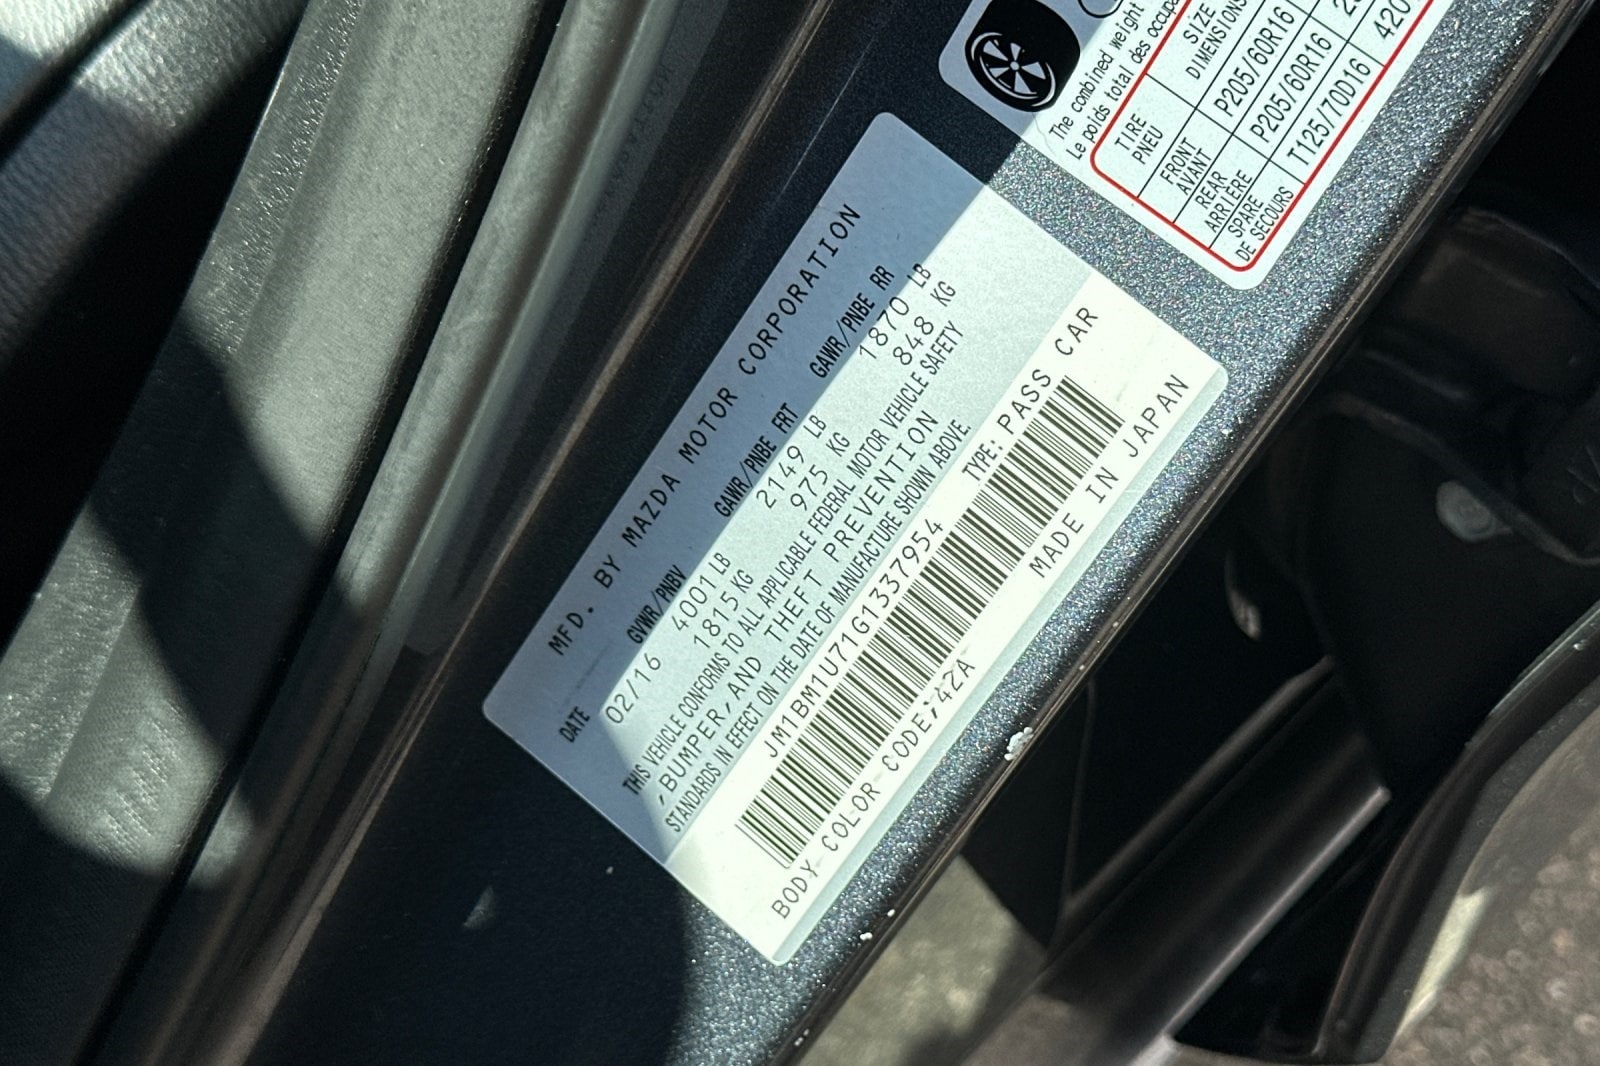 MFD. BY MAZDA MOTOR CORPORATION
DATE GVWR/PNBV GAWR/PNBE FRT GAWR/PNBE RR
02/16 4001 LB 2149 LB 1870 LB
1815 KG 975 KG 848 KG
THIS VEHICLE CONFORMS TO ALL APPLICABLE FEDERAL MOTOR VEHICLE SAFETY
,BUMPER, AND THEFT PREVENTION
STANDARDS IN EFFECT ON THE DATE OF MANUFACTURE SHOWN ABOVE.
JM1BM1U71G1337954 TYPE: PASS CAR
BODY COLOR CODE:42A MADE IN JAPAN
The combined weight
Le poids total des
TIRE SIZE
PNEU DIMENSIONS
FRONT P205/60R16
AVANT
REAR P205/60R16
ARRIÈRE
SPARE T125/70D16 420
DE SECOURS